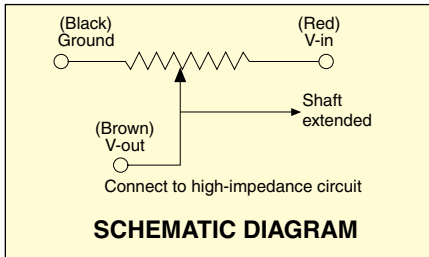 (Black)
Ground
(Red)
V-in
Shaft
extended
(Brown)
V-out
Connect to high-impedance circuit
SCHEMATIC DIAGRAM